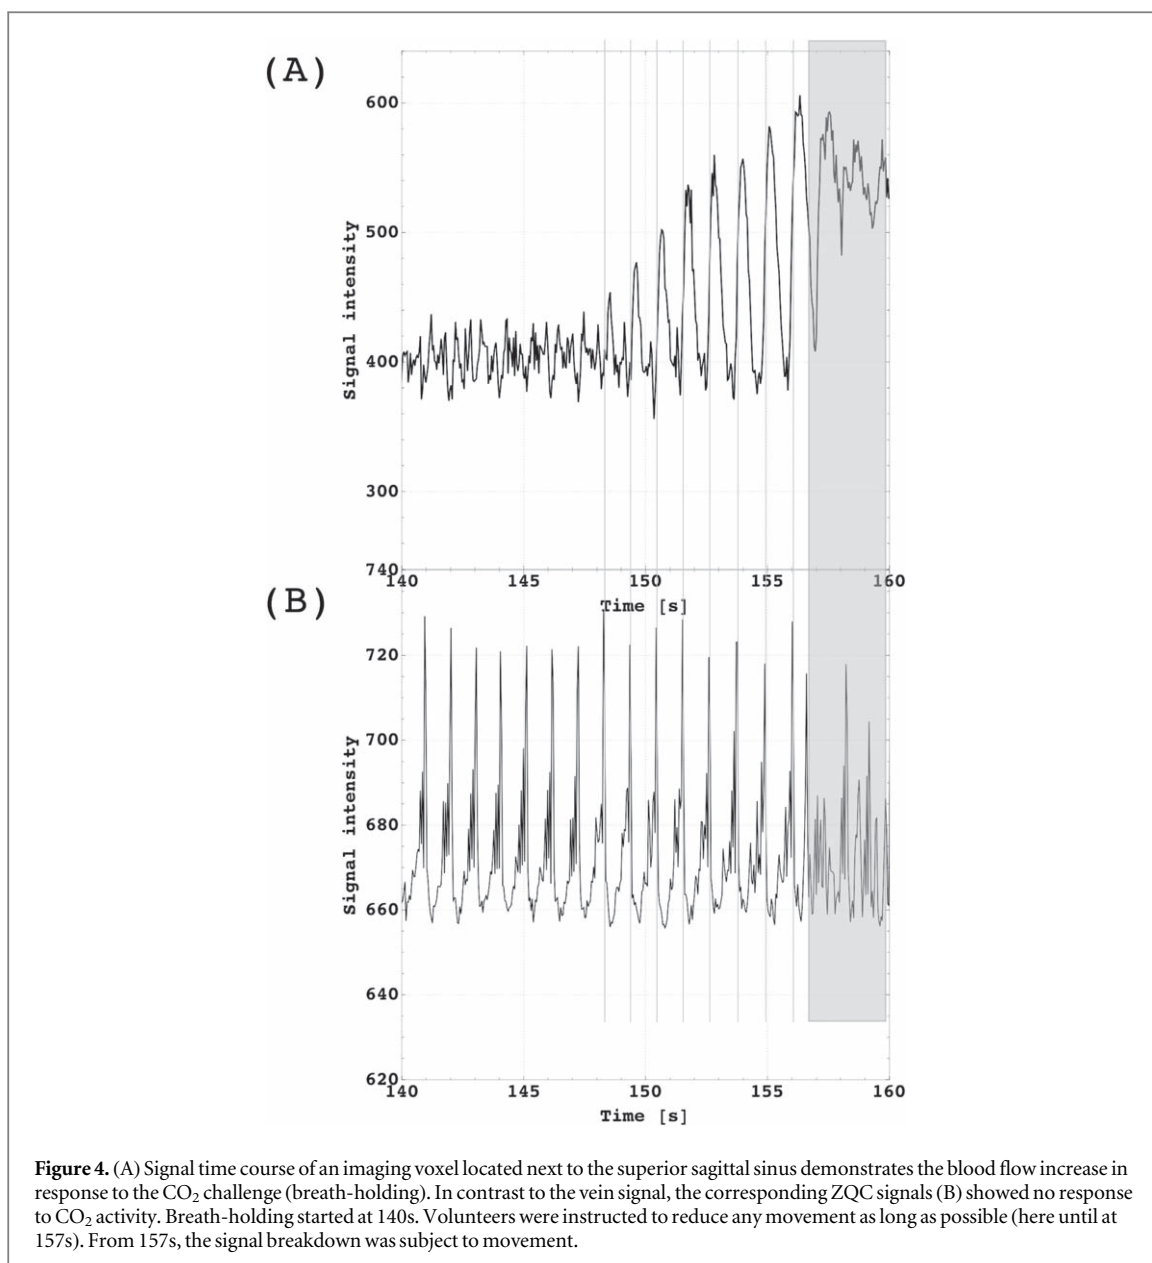 (A)
600
500
400
300
740
Signal intensity
140 145 150 155 160
Time [s]
(B)
720
700
680
660
640
620
Signal intensity
140 145 150 155 160
Time [s]
Figure 4. (A) Signal time course of an imaging voxel located next to the superior sagittal sinus demonstrates the blood flow increase in
response to the CO₂ challenge (breath-holding). In contrast to the vein signal, the corresponding ZQC signals (B) showed no response
to CO₂ activity. Breath-holding started at 140s. Volunteers were instructed to reduce any movement as long as possible (here until at
157s). From 157s, the signal breakdown was subject to movement.